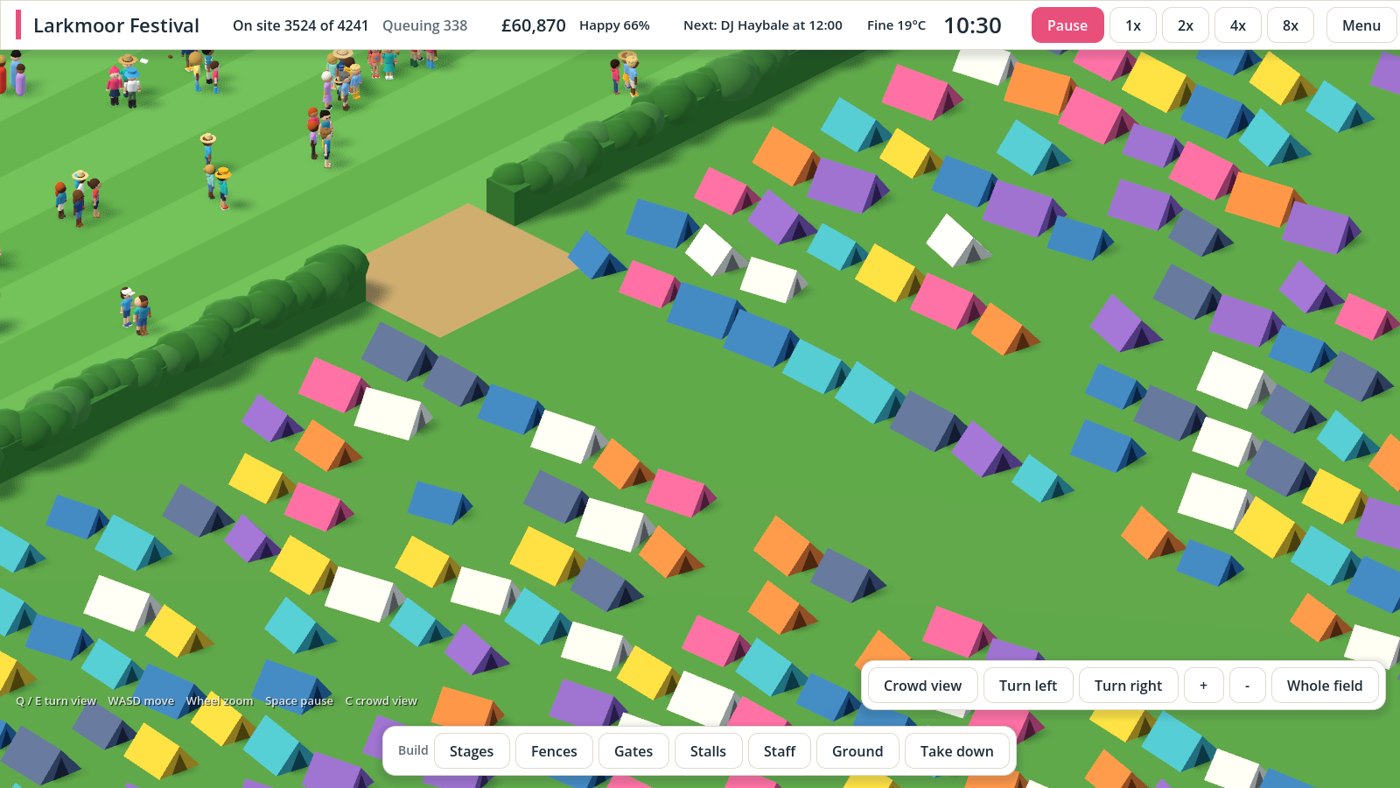 Larkmoor Festival On site 3524 of 4241 Queuing 338 £60,870 Happy 66% Next: DJ Haybale at 12:00 Fine 19°C 10:30 Pause 1x 2x 4x 8x Menu
Crowd view Turn left Turn right + - Whole field
Q / E turn view WASD move Wheel zoom Space pause C crowd view
Build Stages Fences Gates Stalls Staff Ground Take down